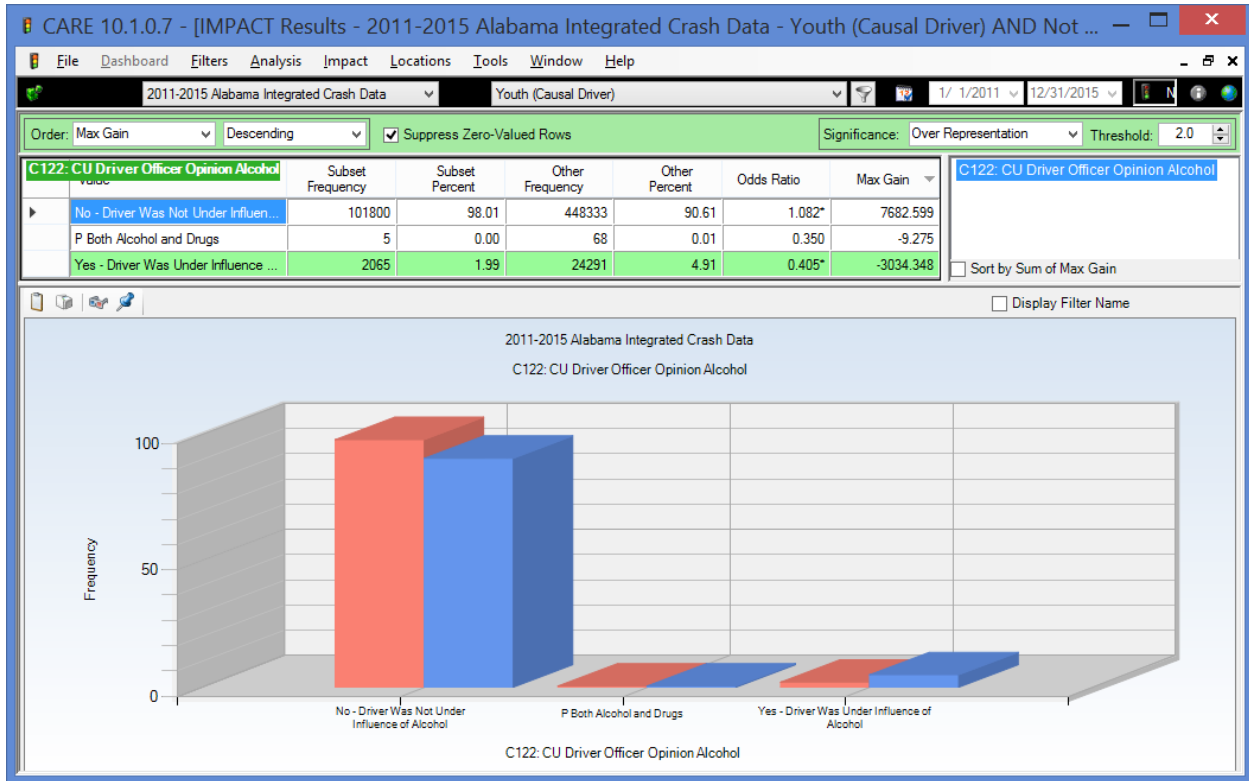 CARE 10.1.0.7 - [IMPACT Results - 2011-2015 Alabama Integrated Crash Data - Youth (Causal Driver) AND Not ...
File Dashboard Filters Analysis Impact Locations Tools Window Help
2011-2015 Alabama Integrated Crash Data Youth (Causal Driver) 1/ 1/2011 12/31/2015 N
Order: Max Gain Descending Suppress Zero-Valued Rows Significance: Over Representation Threshold: 2.0
C122: CU Driver Officer Opinion Alcohol Subset Frequency Subset Percent Other Frequency Other Percent Odds Ratio Max Gain C122: CU Driver Officer Opinion Alcohol
No - Driver Was Not Under Influen... 101800 98.01 448333 90.61 1.082* 7682.599
P Both Alcohol and Drugs 5 0.00 68 0.01 0.350 -9.275
Yes - Driver Was Under Influence ... 2065 1.99 24291 4.91 0.405* -3034.348 Sort by Sum of Max Gain
Display Filter Name
2011-2015 Alabama Integrated Crash Data
C122: CU Driver Officer Opinion Alcohol
100
50
0
Frequency
No - Driver Was Not Under
Influence of Alcohol
P Both Alcohol and Drugs
Yes - Driver Was Under Influence of
Alcohol
C122: CU Driver Officer Opinion Alcohol